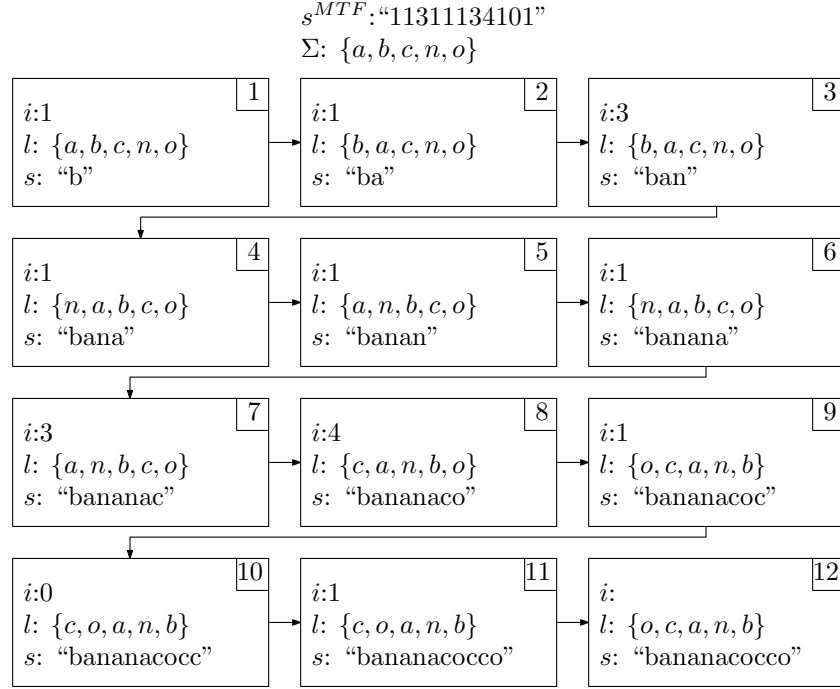 s^{MTF}:“11311134101”
Σ: {a, b, c, n, o}
1
i:1
l: {a, b, c, n, o}
s: “b”
2
i:1
l: {b, a, c, n, o}
s: “ba”
3
i:3
l: {b, a, c, n, o}
s: “ban”
4
i:1
l: {n, a, b, c, o}
s: “bana”
5
i:1
l: {a, n, b, c, o}
s: “banan”
6
i:1
l: {n, a, b, c, o}
s: “banana”
7
i:3
l: {a, n, b, c, o}
s: “bananac”
8
i:4
l: {c, a, n, b, o}
s: “bananaco”
9
i:1
l: {o, c, a, n, b}
s: “bananacoc”
10
i:0
l: {c, o, a, n, b}
s: “bananacocc”
11
i:1
l: {c, o, a, n, b}
s: “bananacocco”
12
i:
l: {o, c, a, n, b}
s: “bananacocco”